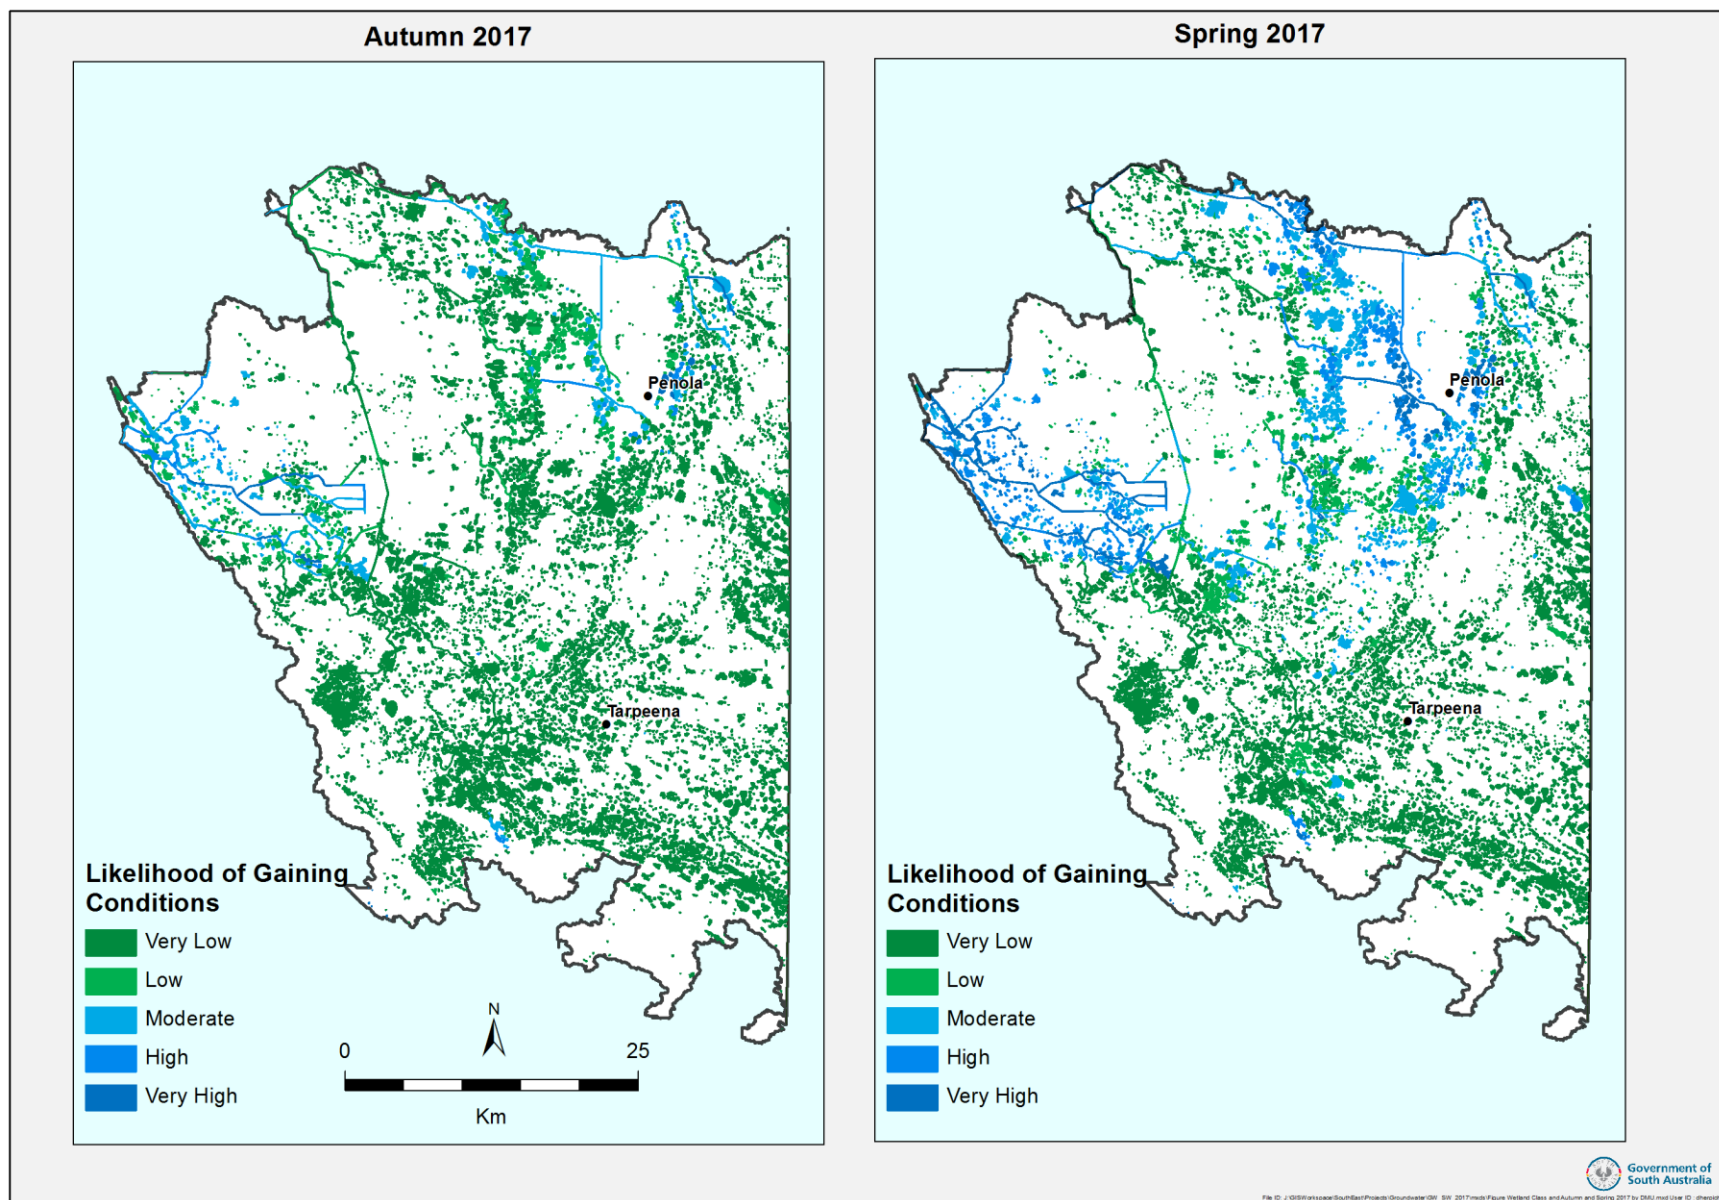 Autumn 2017
Spring 2017
Penola
Tarpeena
Likelihood of Gaining
Conditions
Very Low
Low
Moderate
High
Very High
N
0 25
Km
Penola
Tarpeena
Likelihood of Gaining
Conditions
Very Low
Low
Moderate
High
Very High
Government of
South Australia